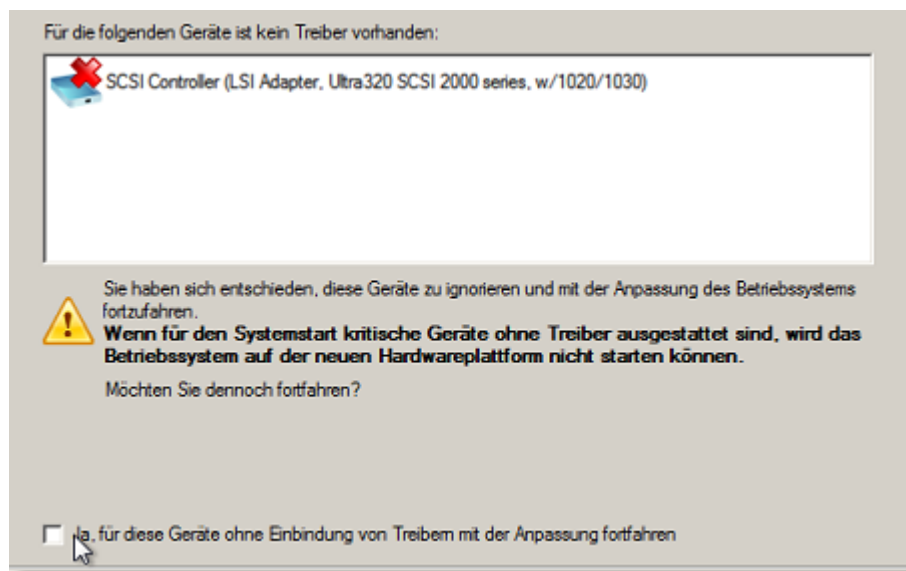 Für die folgenden Geräte ist kein Treiber vorhanden:
SCSI Controller (LSI Adapter, Ultra320 SCSI 2000 series, w/1020/1030)
Sie haben sich entschieden, diese Geräte zu ignorieren und mit der Anpassung des Betriebssystems
fortzufahren.
Wenn für den Systemstart kritische Geräte ohne Treiber ausgestattet sind, wird das
Betriebssystem auf der neuen Hardwareplattform nicht starten können.
Möchten Sie dennoch fortfahren?
Ja, für diese Geräte ohne Einbindung von Treibern mit der Anpassung fortfahren